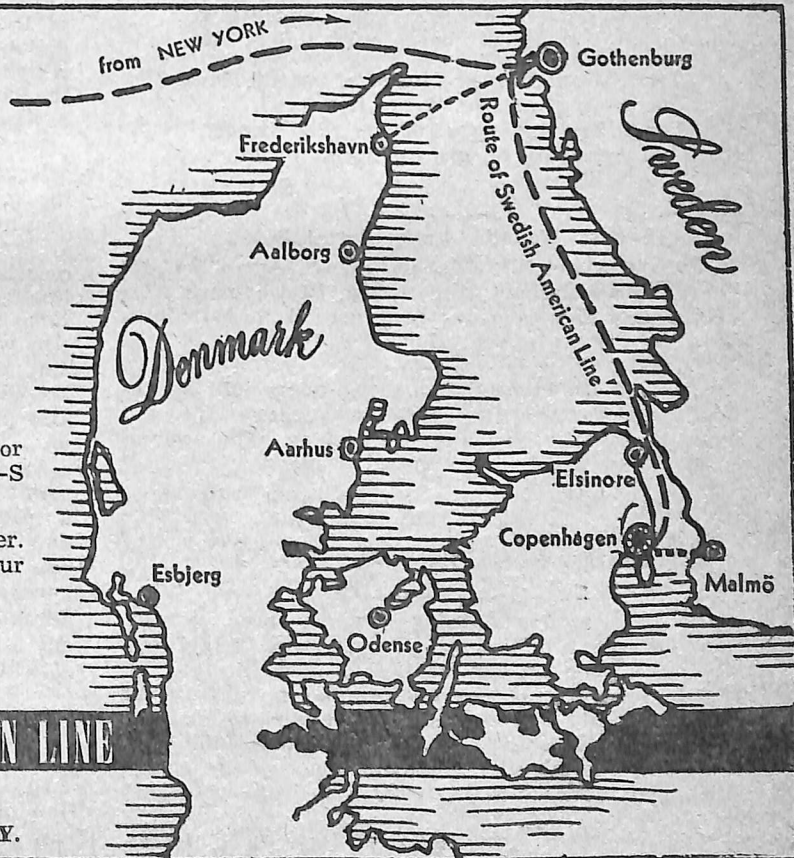 from NEW YORK
Gothenburg
Sweden
Frederikshavn
Route of Swedish American Line
Aalborg
Denmark
Aarhus
or
-S
Elsinore
Copenhagen
er.
ur
Esbjerg
Malmö
Odense
N LINE
Y.